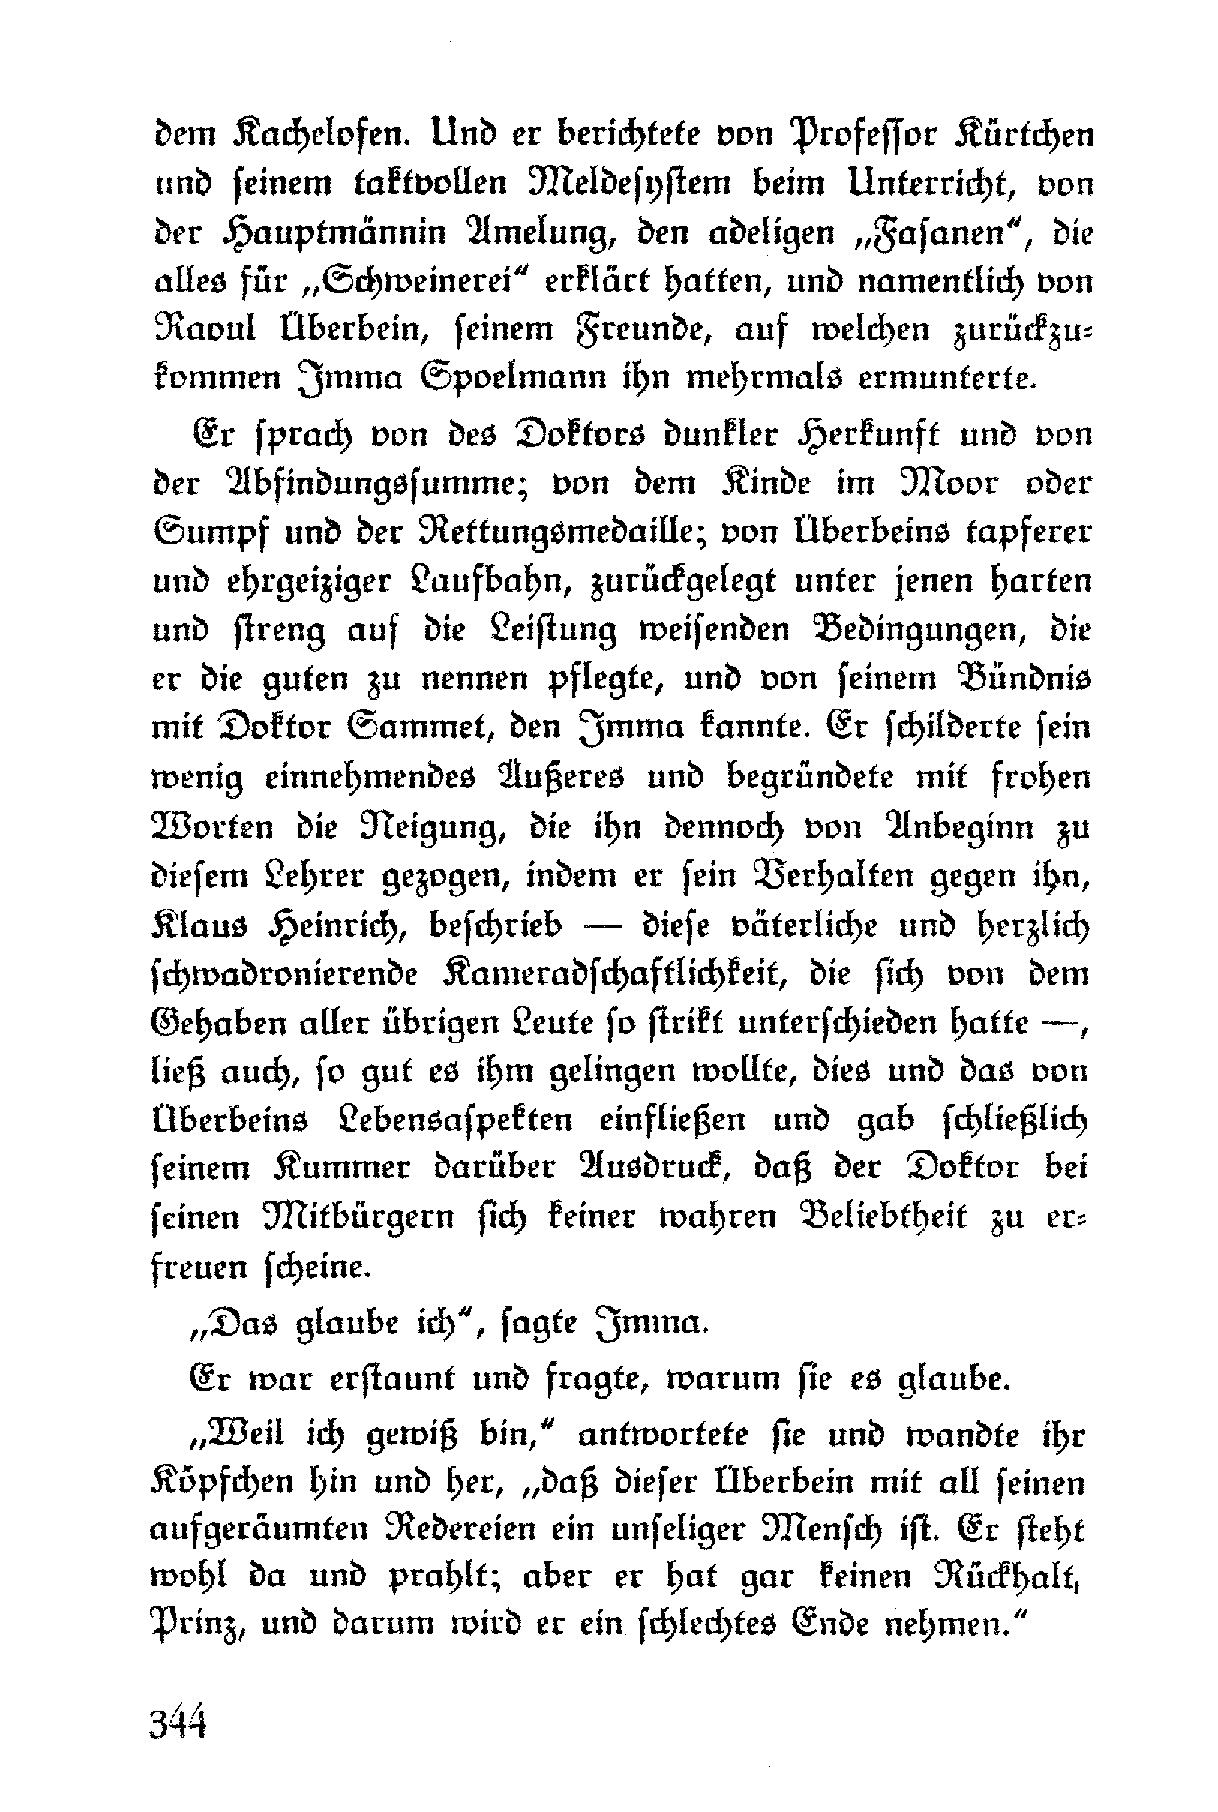 dem Kachelofen. Und er berichtete von Professor Kürtchen
und seinem taktvollen Meldesystem beim Unterricht, von
der Hauptmännin Amelung, den adeligen „Fasanen“, die
alles für „Schweinerei“ erklärt hatten, und namentlich von
Raoul Überbein, seinem Freunde, auf welchen zurückzu-
kommen Imma Spoelmann ihn mehrmals ermunterte.
Er sprach von des Doktors dunkler Herkunft und von
der Abfindungssumme; von dem Kinde im Moor oder
Sumpf und der Rettungsmedaille; von Überbeins tapferer
und ehrgeiziger Laufbahn, zurückgelegt unter jenen harten
und streng auf die Leistung weisenden Bedingungen, die
er die guten zu nennen pflegte, und von seinem Bündnis
mit Doktor Sammet, den Imma kannte. Er schilderte sein
wenig einnehmendes Äußeres und begründete mit frohen
Worten die Neigung, die ihn dennoch von Anbeginn zu
diesem Lehrer gezogen, indem er sein Verhalten gegen ihn,
Klaus Heinrich, beschrieb — diese väterliche und herzlich
schwadronierende Kameradschaftlichkeit, die sich von dem
Gehaben aller übrigen Leute so strikt unterschieden hatte —,
ließ auch, so gut es ihm gelingen wollte, dies und das von
Überbeins Lebensaspekten einfließen und gab schließlich
seinem Kummer darüber Ausdruck, daß der Doktor bei
seinen Mitbürgern sich keiner wahren Beliebtheit zu er-
freuen scheine.
„Das glaube ich“, sagte Imma.
Er war erstaunt und fragte, warum sie es glaube.
„Weil ich gewiß bin,“ antwortete sie und wandte ihr
Köpfchen hin und her, „daß dieser Überbein mit all seinen
aufgeräumten Redereien ein unseliger Mensch ist. Er steht
wohl da und prahlt; aber er hat gar keinen Rückhalt,
Prinz, und darum wird er ein schlechtes Ende nehmen.“
344